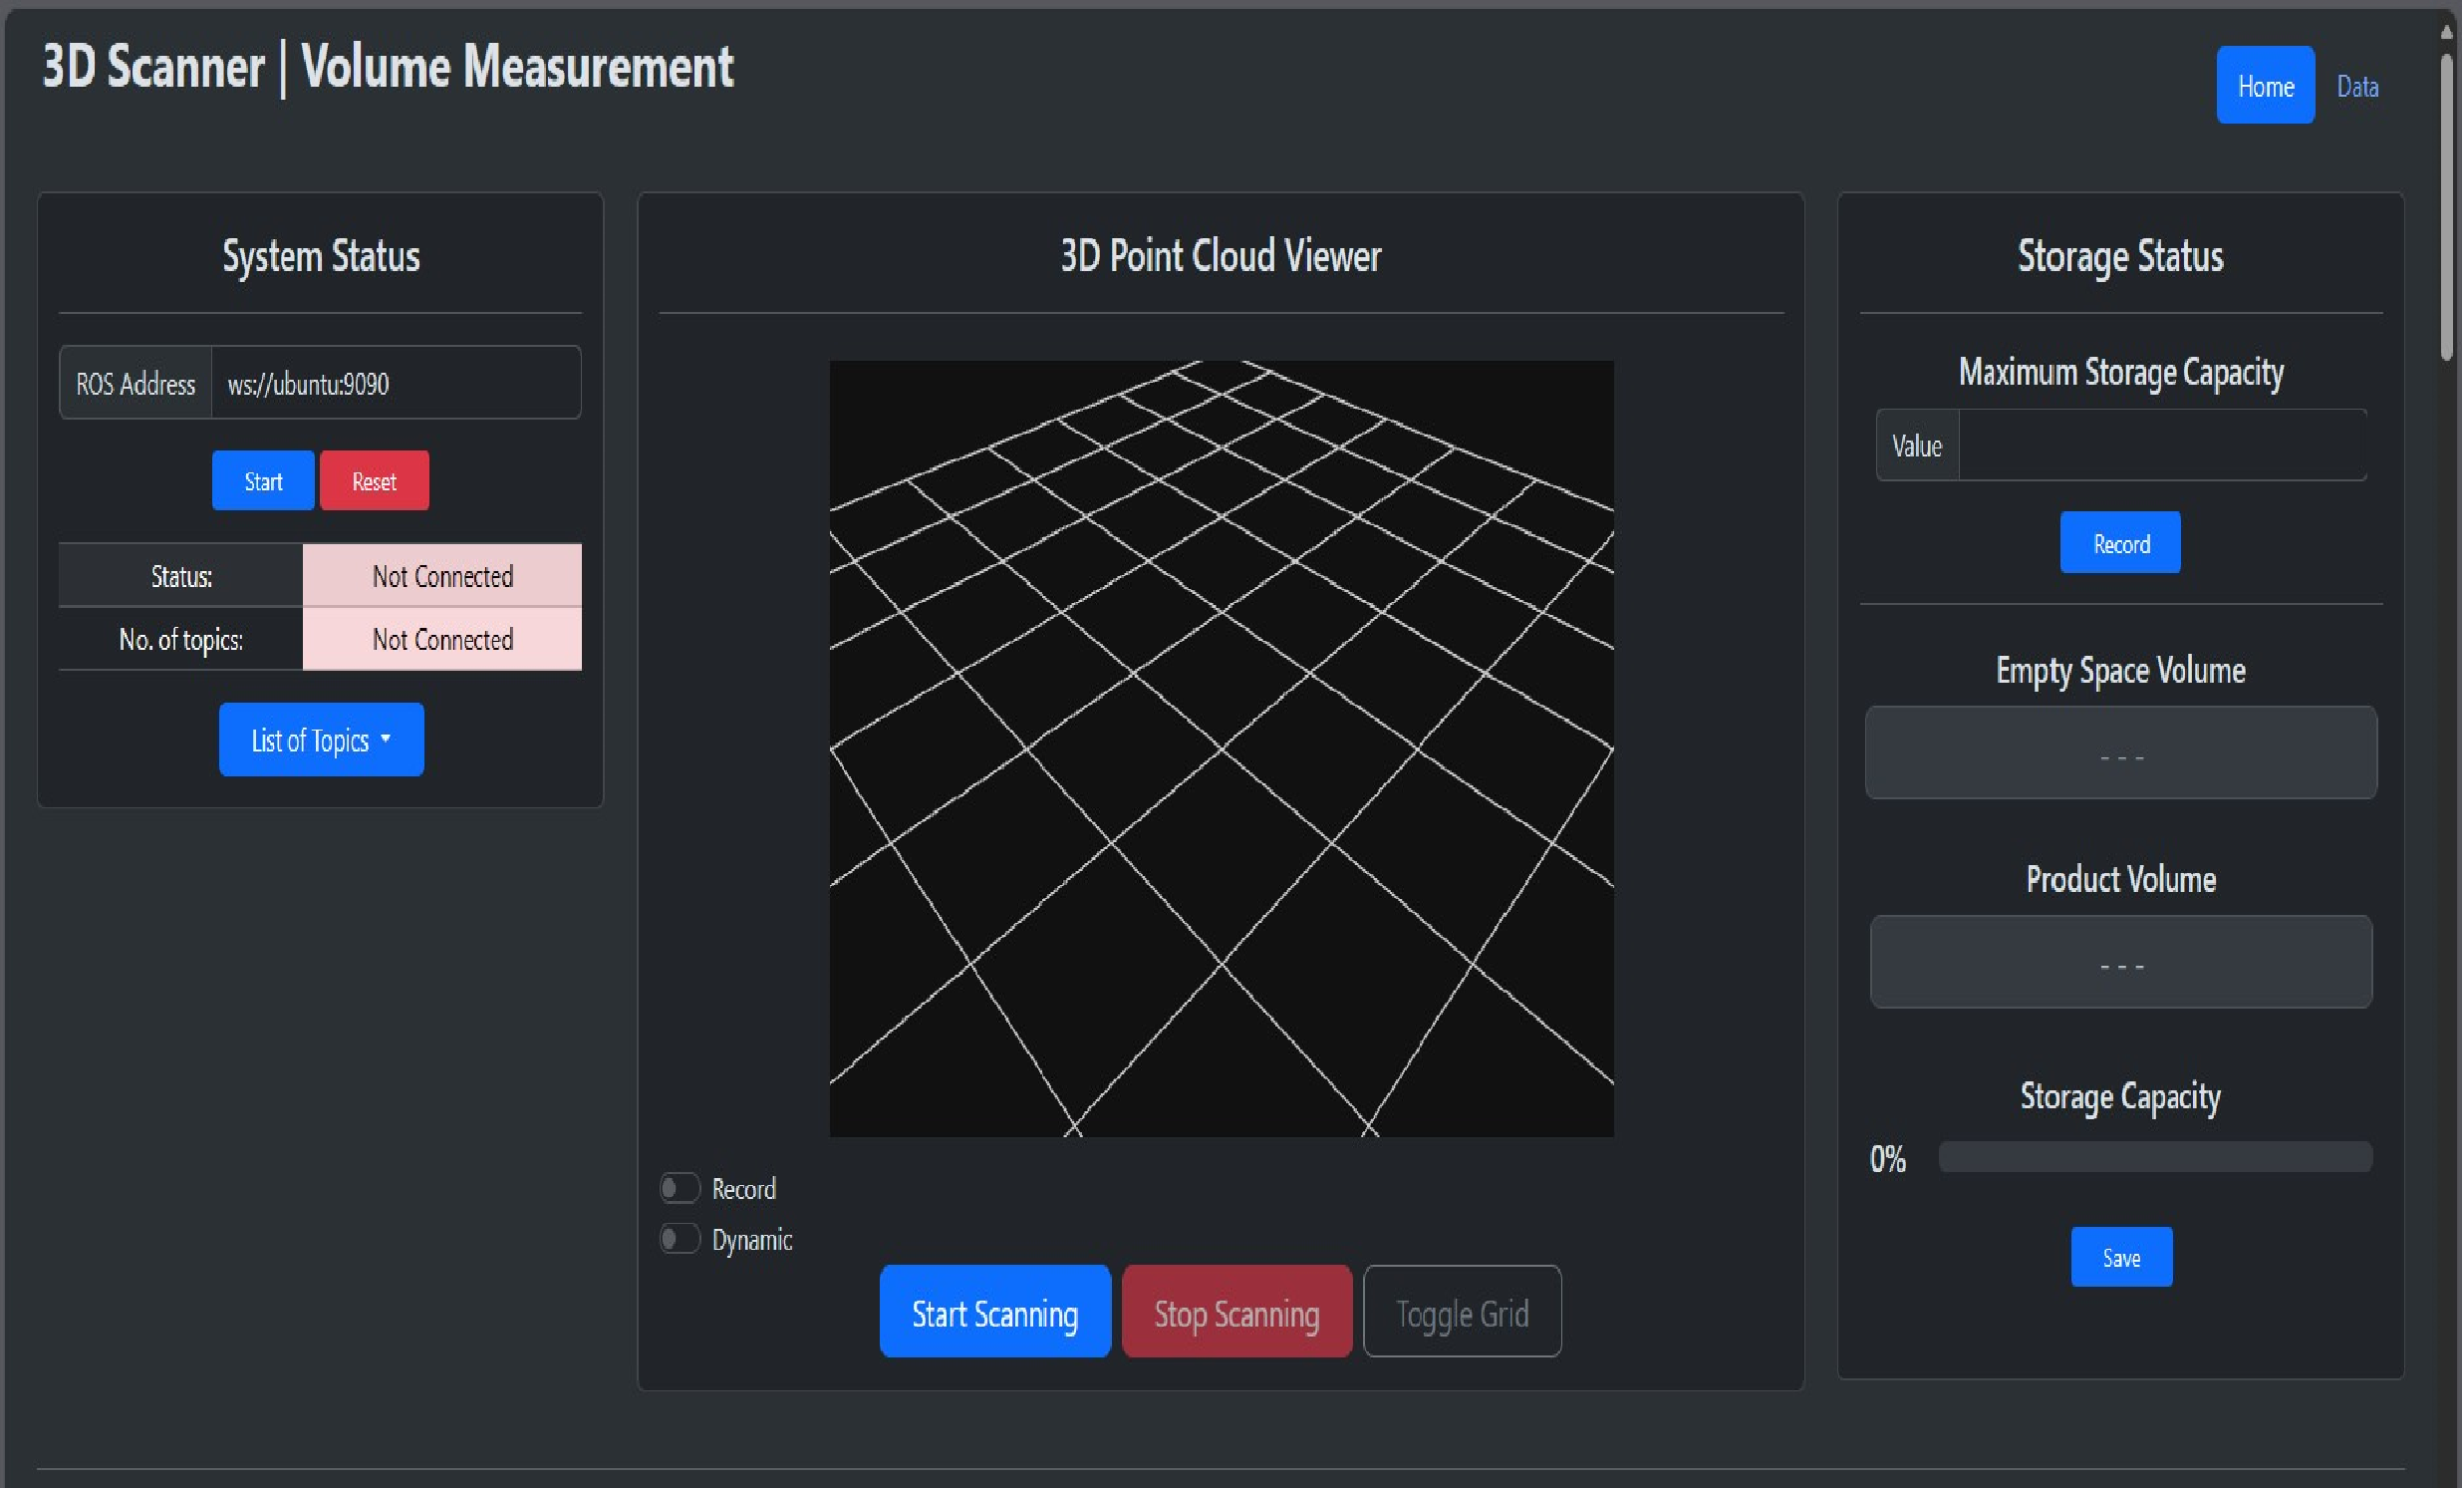 3D Scanner | Volume Measurement
Home
Data
System Status
ROS Address
ws://ubuntu:9090
Start
Reset
Status:
Not Connected
No. of topics:
Not Connected
List of Topics
3D Point Cloud Viewer
Record
Dynamic
Start Scanning
Stop Scanning
Toggle Grid
Storage Status
Maximum Storage Capacity
Value
Record
Empty Space Volume
- - -
Product Volume
- - -
Storage Capacity
0%
Save